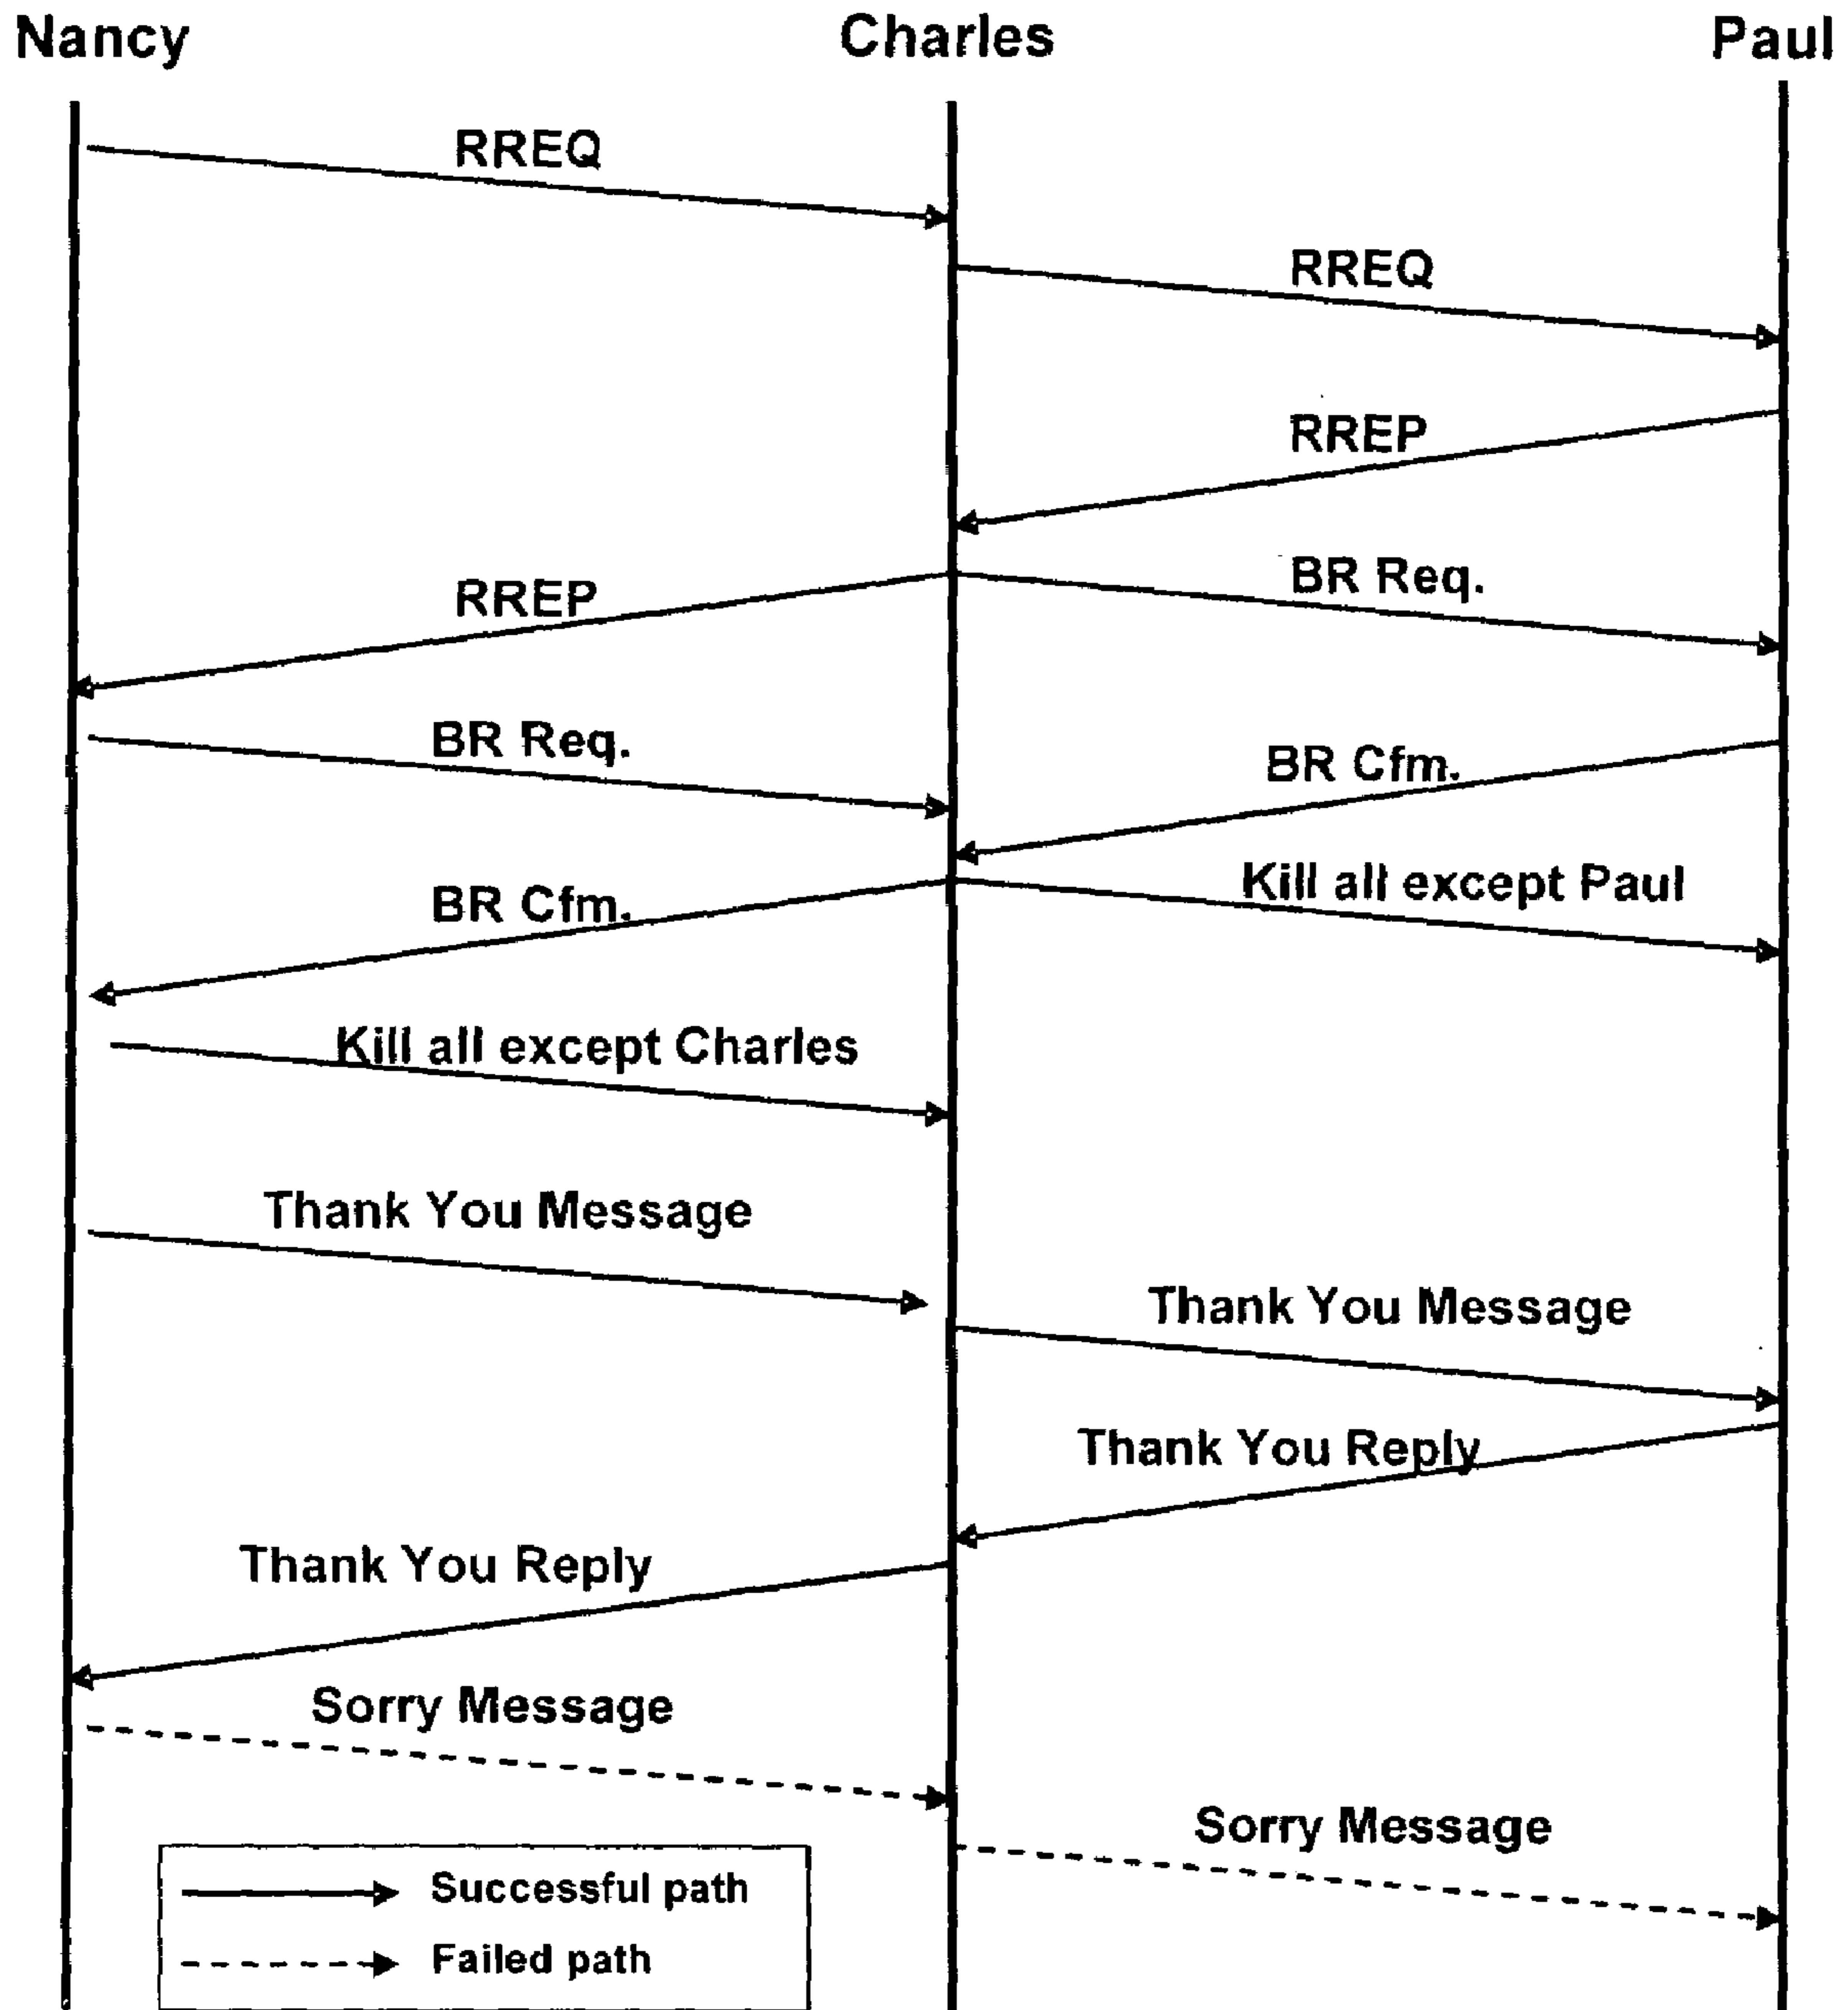 Nancy
Charles
Paul
RREQ
RREQ
RREP
BR Req.
RREP
BR Req.
BR Cfm.
Kill all except Paul
BR Cfm.
Kill all except Charles
Thank You Message
Thank You Message
Thank You Reply
Thank You Reply
Sorry Message
Sorry Message
Successful path
Failed path